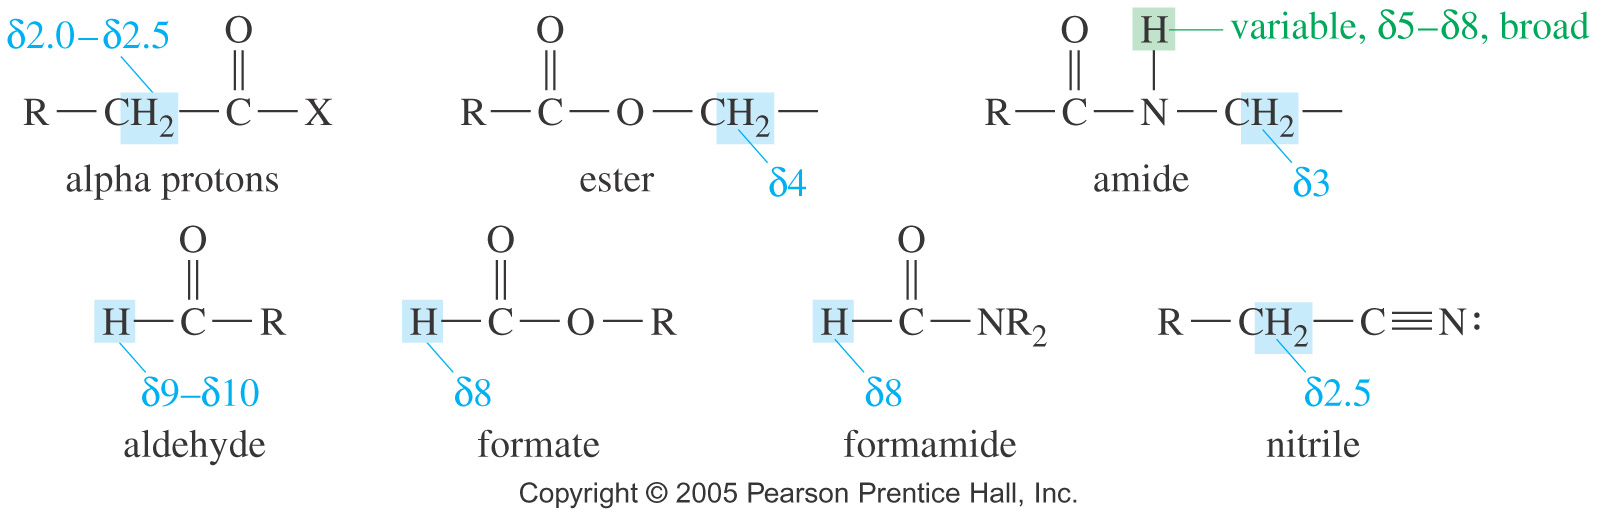 δ2.0–δ2.5 O O O H variable, δ5–δ8, broad
R—CH₂—C—X R—C—O—CH₂— R—C—N—CH₂—
alpha protons ester δ4 amide δ3
O O O
H—C—R H—C—O—R H—C—NR₂ R—CH₂—C≡N:
δ9–δ10 δ8 δ8 δ2.5
aldehyde formate formamide nitrile
Copyright © 2005 Pearson Prentice Hall, Inc.